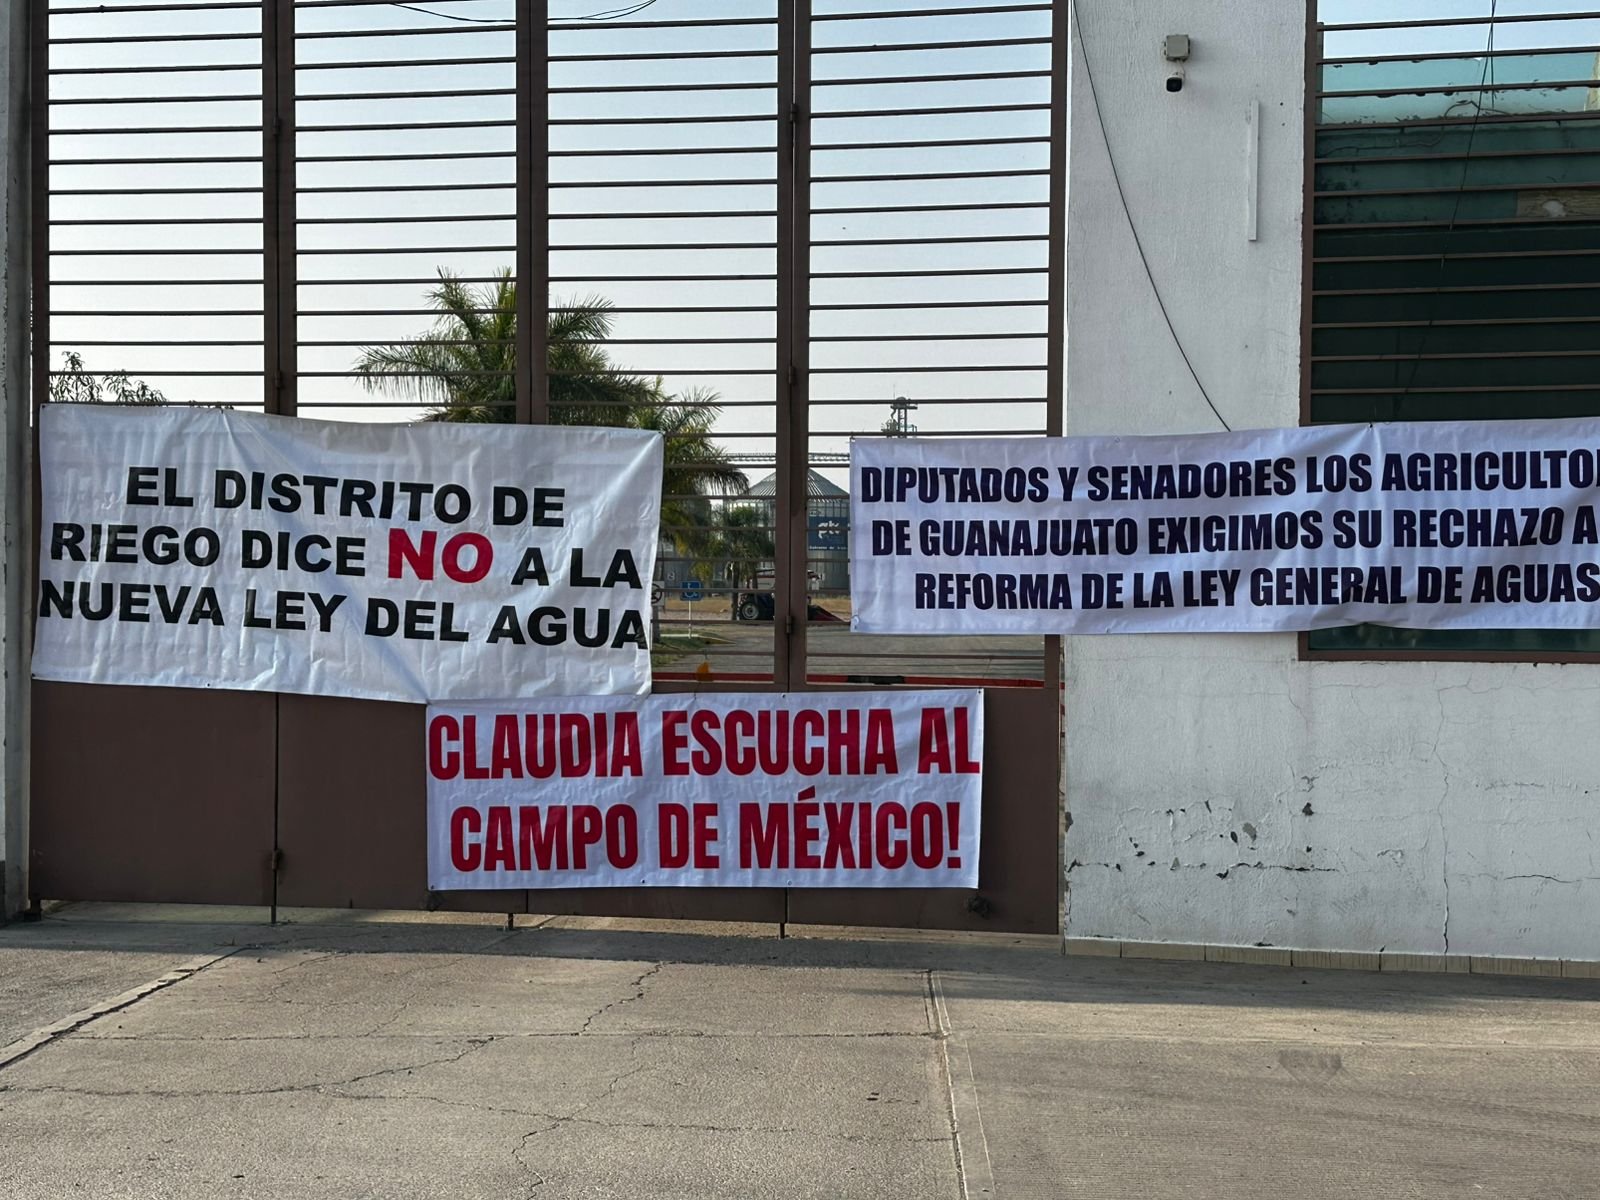 EL DISTRITO DE
RIEGO DICE NO A LA
NUEVA LEY DEL AGUA
DIPUTADOS Y SENADORES LOS
DE GUANAJUATO EXIGIMOS SU RECHAZO A
REFORMA DE LA LEY GENERAL DE AGUAS
CLAUDIA ESCUCHA AL
CAMPO DE MÉXICO!